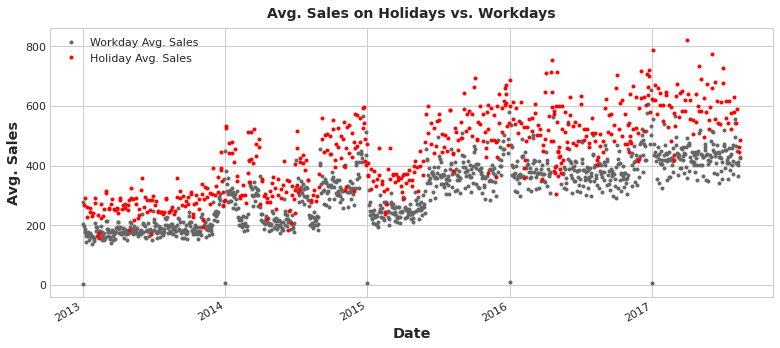 Avg. Sales on Holidays vs. Workdays
Workday Avg. Sales
Holiday Avg. Sales
Avg. Sales
800
600
400
200
0
2013
2014
2015
2016
2017
Date